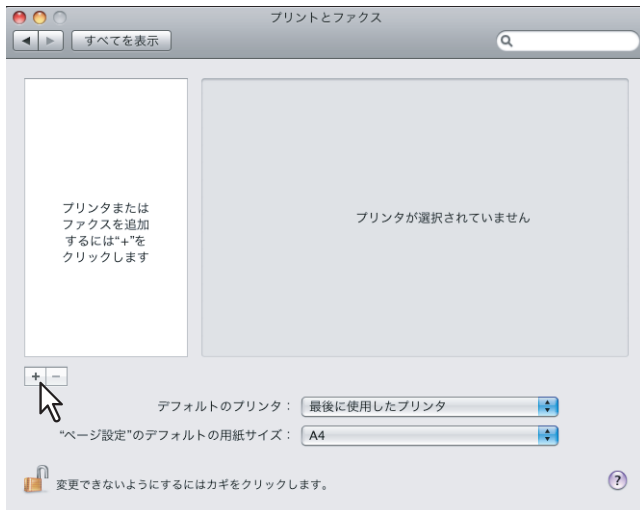 プリントとファクス
すべてを表示
プリンタまたは
ファクスを追加
するには“+”を
クリックします
プリンタが選択されていません
+ −
デフォルトのプリンタ： 最後に使用したプリンタ
“ページ設定”のデフォルトの用紙サイズ： A4
変更できないようにするにはカギをクリックします。
?